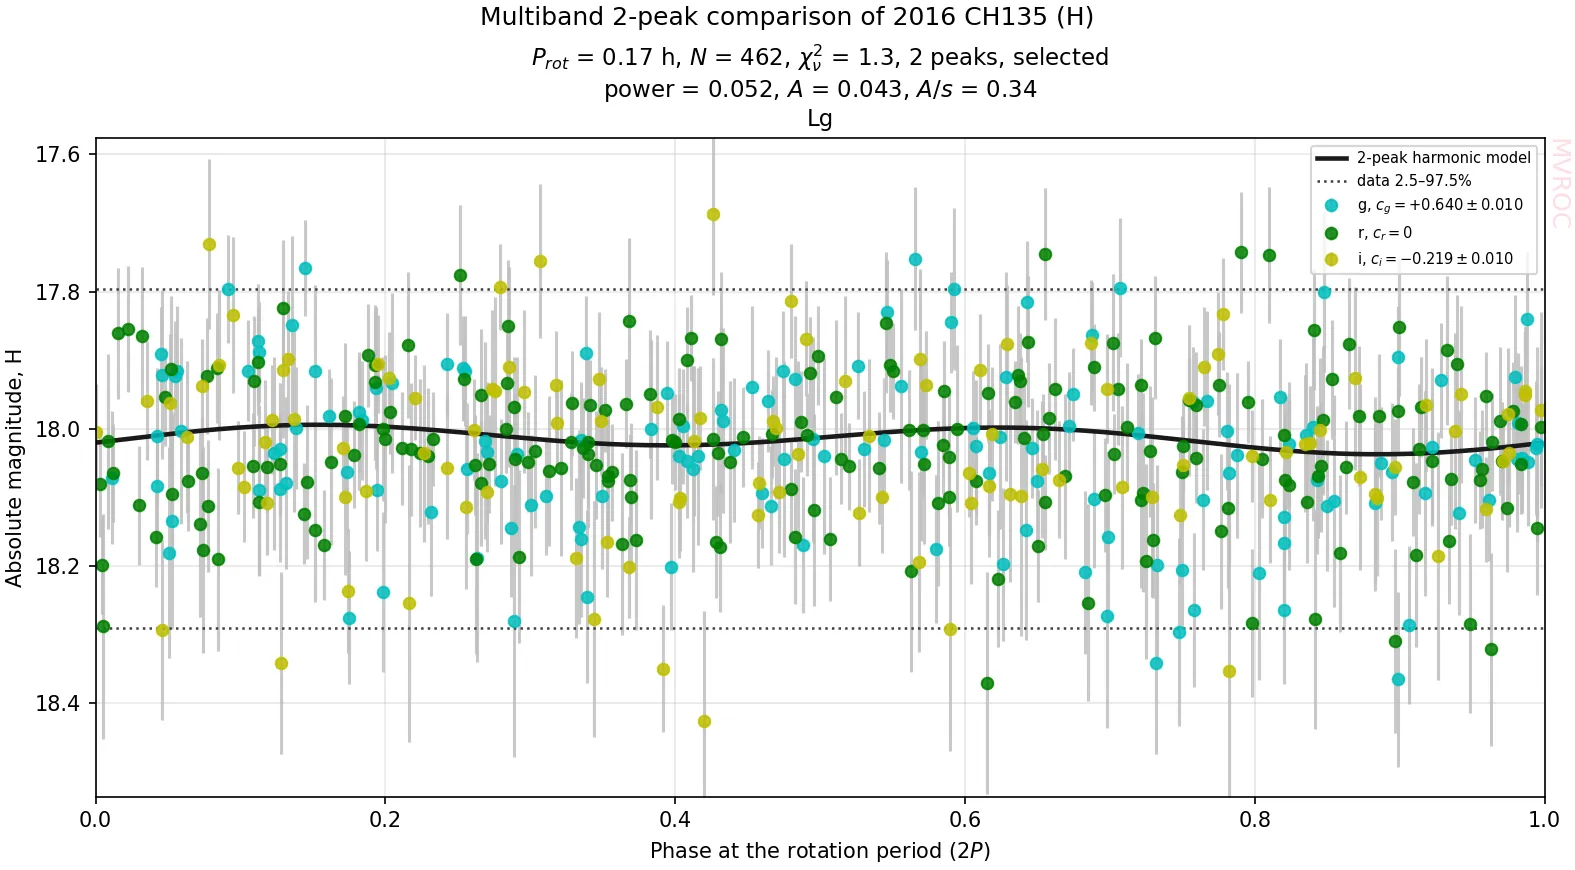 Multiband 2-peak comparison of 2016 CH135 (H)
P_rot = 0.17 h, N = 462, χ²_ν = 1.3, 2 peaks, selected
power = 0.052, A = 0.043, A/s = 0.34
Lg
MVROC
2-peak harmonic model
data 2.5–97.5%
g, c_g = +0.640 ± 0.010
r, c_r = 0
i, c_i = −0.219 ± 0.010
Absolute magnitude, H
17.6
17.8
18.0
18.2
18.4
0.0 0.2 0.4 0.6 0.8 1.0
Phase at the rotation period (2P)